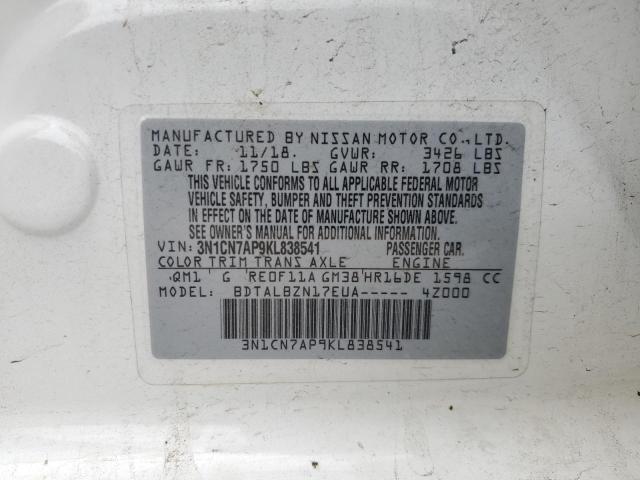 MANUFACTURED BY NISSAN MOTOR CO., LTD.
DATE: 11/18. GVWR: 3426 LBS
GAWR FR: 1750 LBS GAWR RR: 1708 LBS
THIS VEHICLE CONFORMS TO ALL APPLICABLE FEDERAL MOTOR
VEHICLE SAFETY, BUMPER AND THEFT PREVENTION STANDARDS
IN EFFECT ON THE DATE OF MANUFACTURE SHOWN ABOVE.
SEE OWNER'S MANUAL FOR ADDITIONAL INFORMATION.
VIN: 3N1CN7AP9KL838541 PASSENGER CAR.
COLOR TRIM TRANS AXLE ENGINE
QM1 G RE0F11A GM38 HR16DE 1598 CC
MODEL: BDTALBZN17EUA----- 4Z000
3N1CN7AP9KL838541